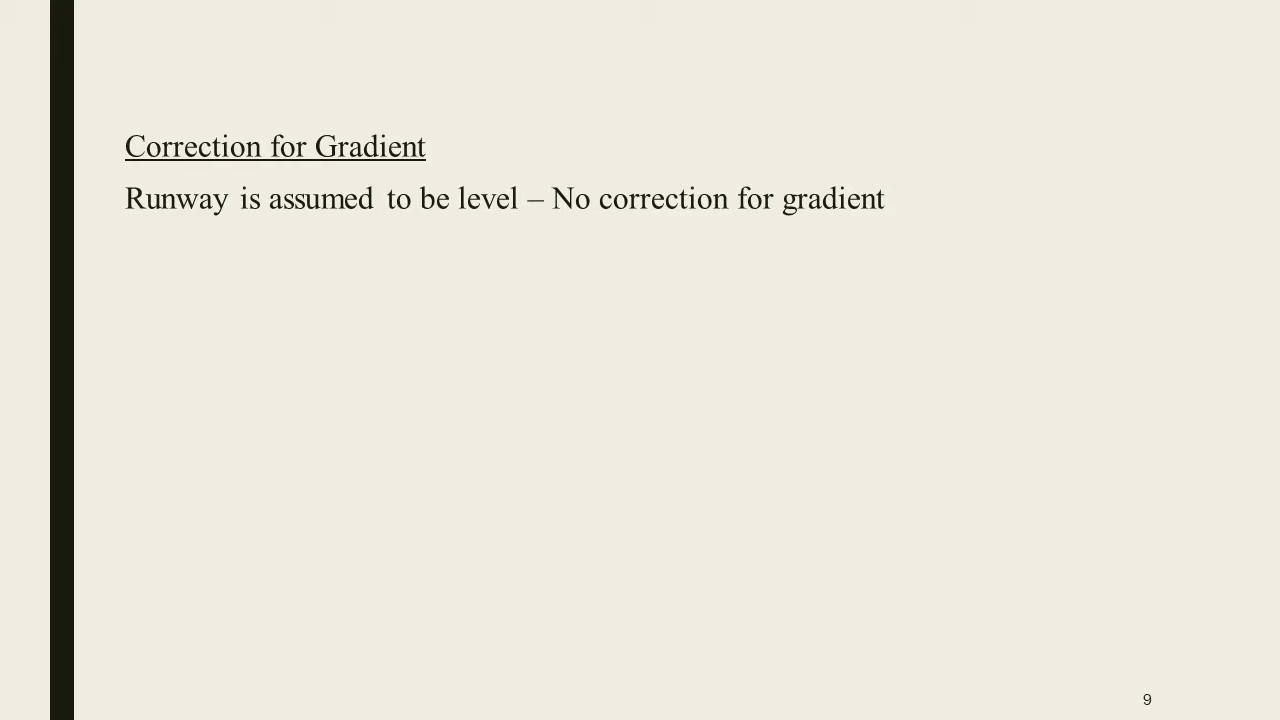 Correction for Gradient
Runway is assumed to be level – No correction for gradient
9